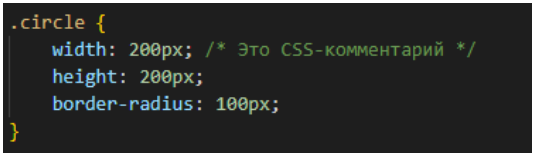 .circle {
width: 200px; /* Это CSS-комментарий */
height: 200px;
border-radius: 100px;
}